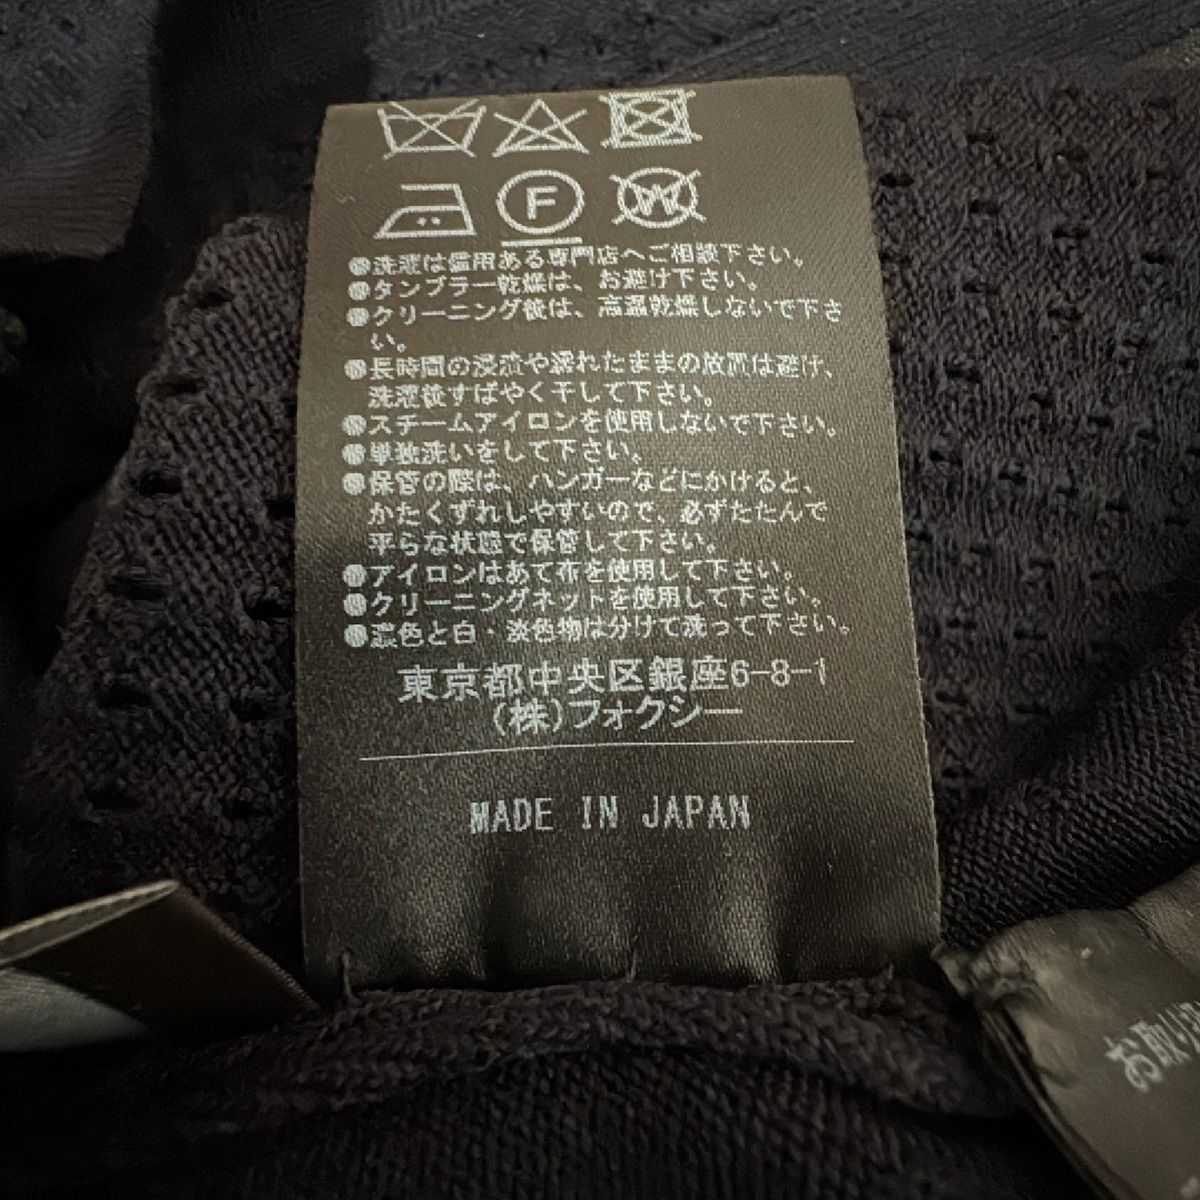 F W
●洗濯は信用ある専門店へご相談下さい。
●タンブラー乾燥は、お避け下さい。
●クリーニング後は、高温乾燥しないで下さ
い。
●長時間の浸漬や濡れたままの放置は避け、
洗濯後すばやく干して下さい。
●スチームアイロンを使用しないで下さい。
●単独洗いをして下さい。
●保管の際は、ハンガーなどにかけると、
かたくずれしやすいので、必ずたたんで
平らな状態で保管して下さい。
●アイロンはあて布を使用して下さい。
●クリーニングネットを使用して下さい。
●濃色と白・淡色物は分けて洗って下さい。
東京都中央区銀座6-8-1
(株)フォクシー
MADE IN JAPAN
お取り